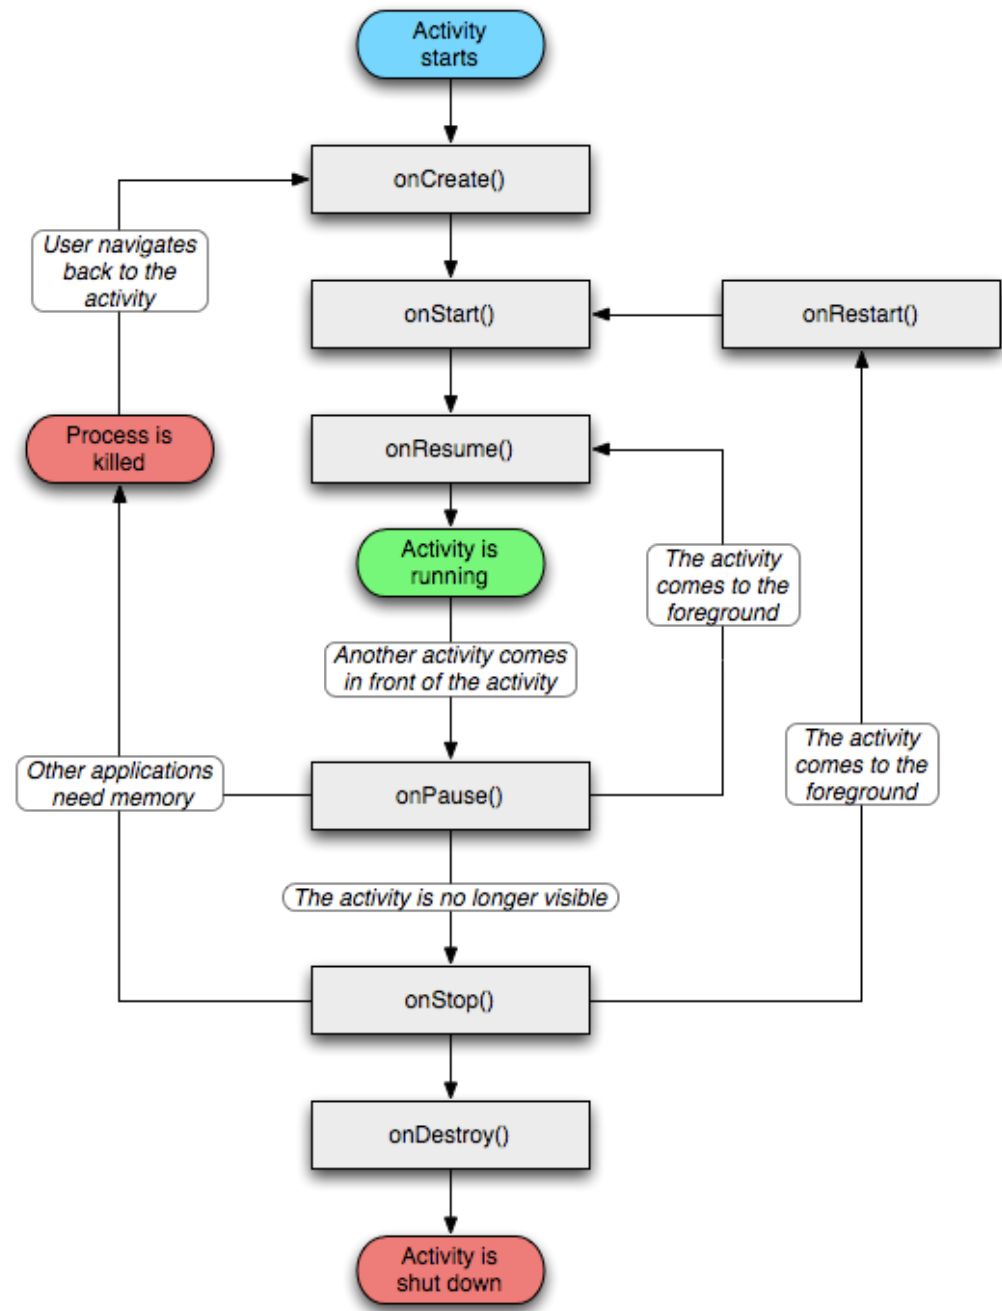 Activity
starts
onCreate()
User navigates
back to the
activity
onStart()
onRestart()
Process is
killed
onResume()
Activity is
running
The activity
comes to the
foreground
Another activity comes
in front of the activity
The activity
comes to the
foreground
Other applications
need memory
onPause()
The activity is no longer visible
onStop()
onDestroy()
Activity is
shut down